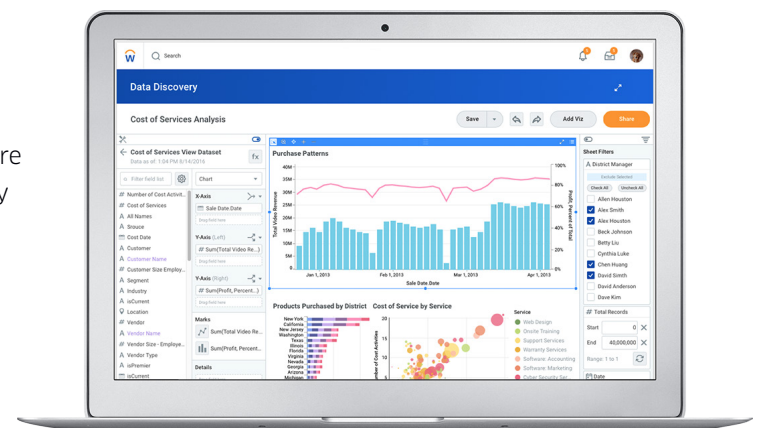 re
y
W
Search
Data Discovery
Cost of Services Analysis
Save
Add Viz
Share
Cost of Services View Dataset
Data as of: 1:04 PM 8/14/2016
fx
Filter field list
# Number of Cost Activit...
# Cost of Services
A All Names
A Srouce
Cost Date
A Customer
A Customer Name
# Customer Size Employ...
A Segment
A Industry
A isCurrent
Location
# Vendor
A Vendor Name
# Vendor Size - Employe...
A Vendor Type
A isPremier
isCurrent
Chart
X-Axis
Sale Date.Date
Drag field here
Y-Axis (Left)
# Sum(Total Video Re...)
Drag field here
Y-Axis (Right)
# Sum(Profit, Percent...)
Drag field here
Marks
Sum(Total Video Re...
Sum(Profit, Percent...
Details
Purchase Patterns
Total Video Revenue
40M
35M
30M
25M
20M
15M
10M
5M
0
Jan 1, 2013
Feb 1, 2013
Mar 1, 2013
Apr 1, 2013
Sale Date.Date
100%
80%
60%
40%
20%
0%
Profit, Percent of Total
Products Purchased by District
New York
California
New Jersey
Washington
Texas
Illinois
Florida
Virginia
Nevada
Georgia
Arizona
Michigan
Cost of Service by Service
Number of Cost Activities
20
15
10
5
Service
Web Design
Onsite Training
Support Services
Warranty Services
Software: Accounting
Software: Marketing
Cyber Security Ser...
Sheet Filters
A District Manager
Exclude Selected
Check All
Uncheck All
Allen Houston
Alex Smith
Alex Houston
Beck Johnson
Betty Liu
Cynthia Luke
Chen Huang
David Simth
David Anderson
Dave Kim
# Total Records
Start 0
End 40,000,000
Range: 1 to 1
Date